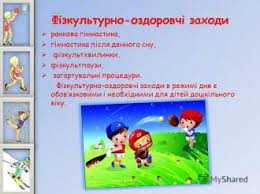 Фізкультурно-оздоровчі заходи
ранкова гімнастика,
гімнастика після денного сну,
фізкультхвилинки,
фізкультпаузи,
загартувальні процедури.
Фізкультурно-оздоровчі заходи в режимі дня є
обов'язковими і необхідними для дітей дошкільного
віку.
MyShared